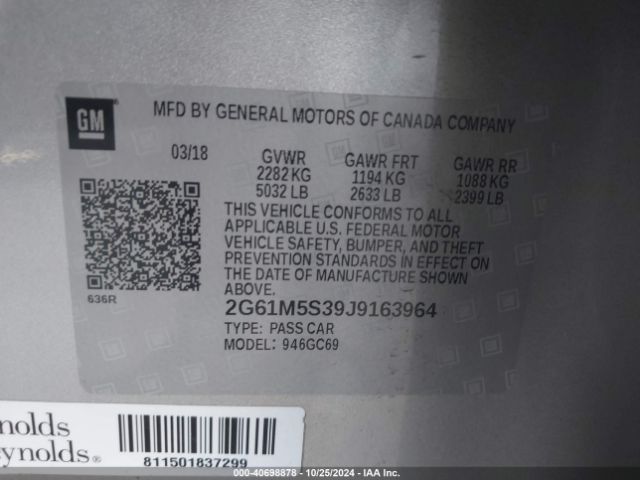 GM
MFD BY GENERAL MOTORS OF CANADA COMPANY
03/18 GVWR GAWR FRT GAWR RR
2282 KG 1194 KG 1088 KG
5032 LB 2633 LB 2399 LB
THIS VEHICLE CONFORMS TO ALL
APPLICABLE U.S. FEDERAL MOTOR
VEHICLE SAFETY, BUMPER, AND THEFT
PREVENTION STANDARDS IN EFFECT ON
THE DATE OF MANUFACTURE SHOWN
ABOVE.
636R
2G61M5S39J9163964
TYPE: PASS CAR
MODEL: 946GC69
nolds
eynolds®
811501837299
000-40698878 - 10/25/2024 - IAA Inc.